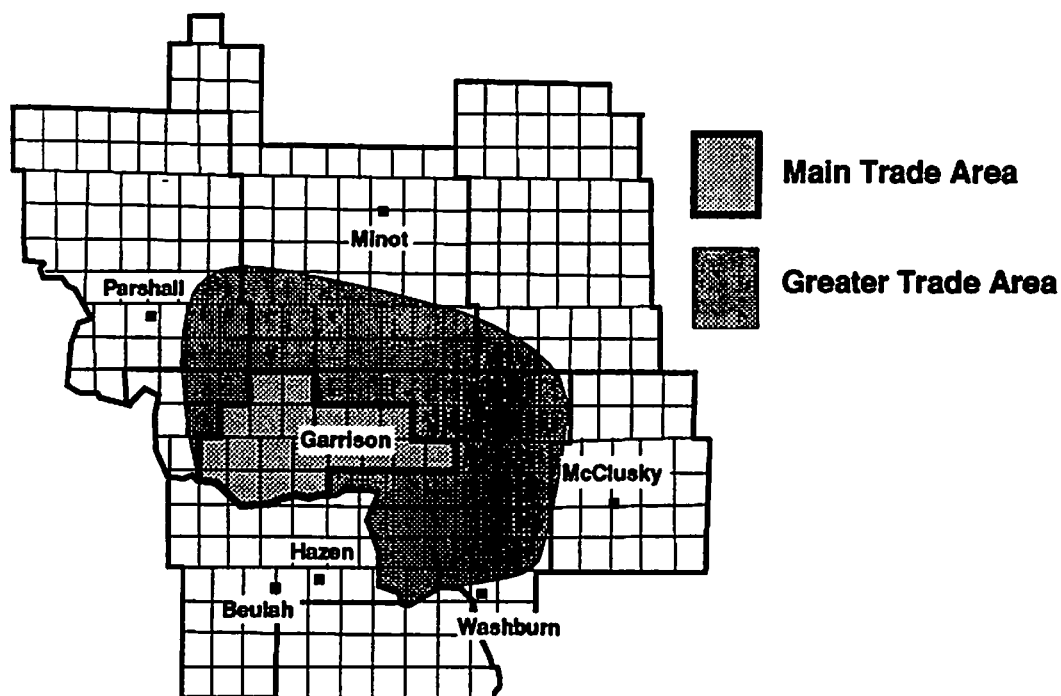 Main Trade Area
Minot
Greater Trade Area
Parshall
Garrison
McClusky
Hazen
Beulah
Washburn